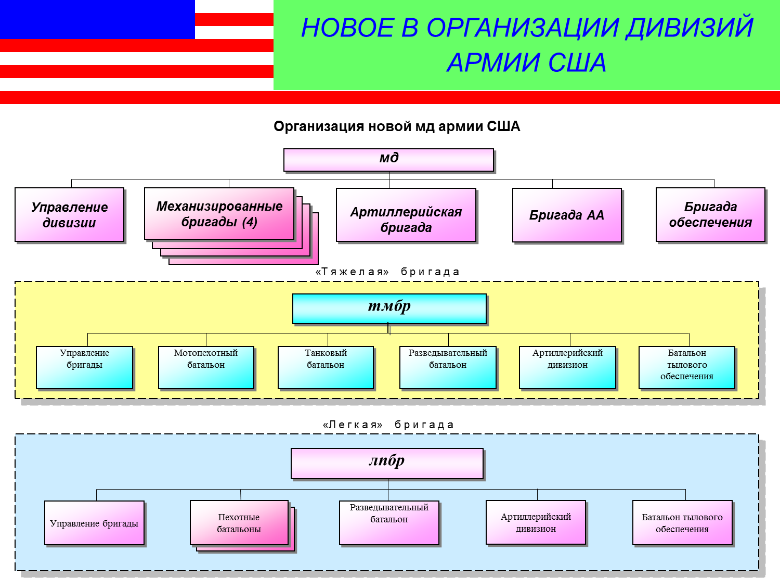 НОВОЕ В ОРГАНИЗАЦИИ ДИВИЗИЙ
АРМИИ США
Организация новой мд армии США
мд
Управление
дивизии
Механизированные
бригады (4)
Артиллерийская
бригада
Бригада АА
Бригада
обеспечения
«Тяжелая» бригада
тмбр
Управление
бригады
Мотопехотный
батальон
Танковый
батальон
Разведывательный
батальон
Артиллерийский
дивизион
Батальон
тылового
обеспечения
«Легкая» бригада
лпбр
Управление бригады
Пехотные
батальоны
Разведывательный
батальон
Артиллерийский
дивизион
Батальон тылового
обеспечения